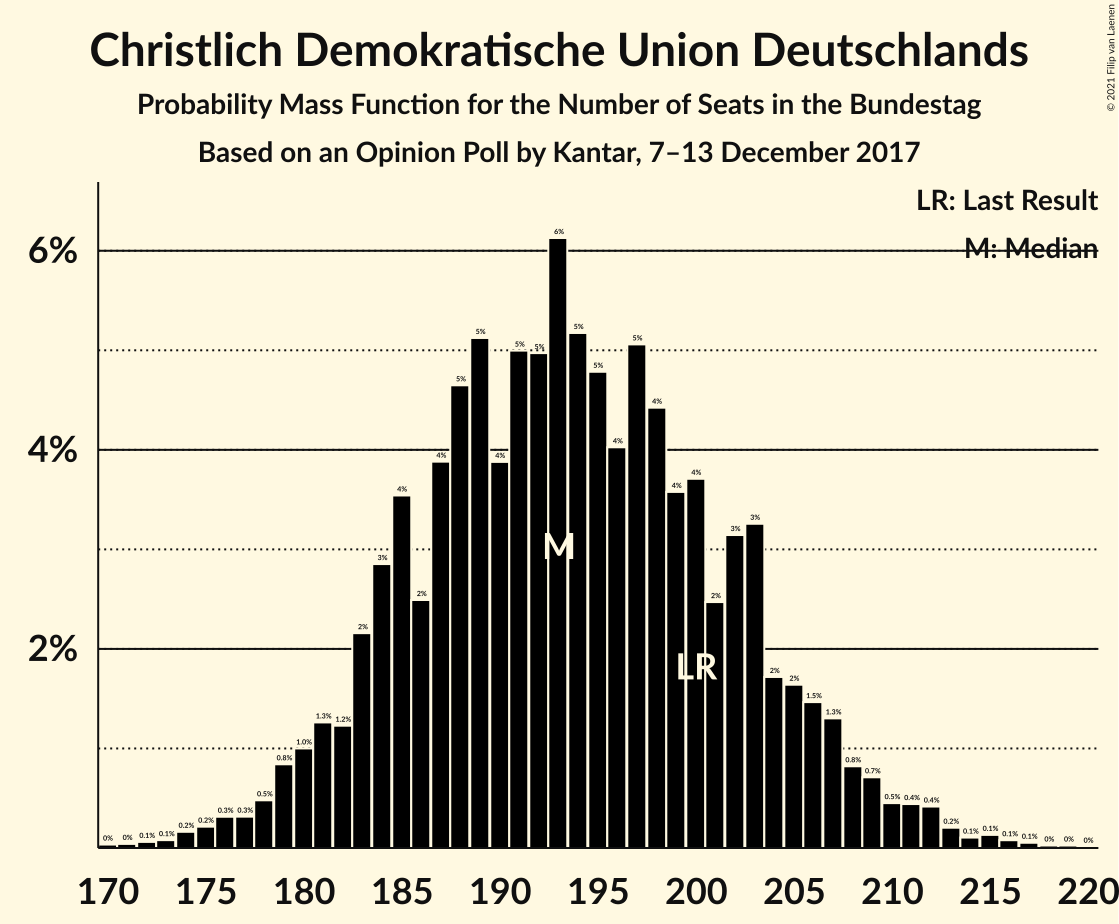 Christlich Demokratische Union Deutschlands
Probability Mass Function for the Number of Seats in the Bundestag
Based on an Opinion Poll by Kantar, 7–13 December 2017
© 2021 Filip van Laenen
LR: Last Result
M: Median
6%
4%
2%
0% 0% 0.1% 0.1% 0.2% 0.2% 0.3% 0.3% 0.5% 0.8% 1.0% 1.3% 1.2% 2% 3% 4% 2% 4% 5% 5% 4% 5% 5% 6% 5% 5% 4% 5% 4% 4% 4% 2% 3% 3% 2% 2% 1.5% 1.3% 0.8% 0.7% 0.5% 0.4% 0.4% 0.2% 0.1% 0.1% 0.1% 0.1% 0% 0% 0%
M
LR
170 175 180 185 190 195 200 205 210 215 220